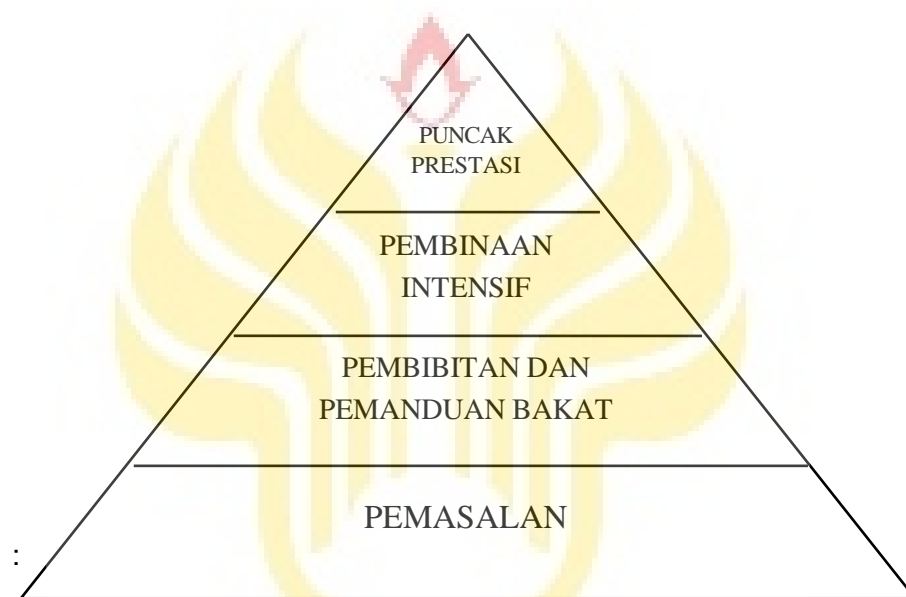 PUNCAK
PRESTASI
PEMBINAAN
INTENSIF
PEMBIBITAN DAN
PEMANDUAN BAKAT
PEMASALAN
: